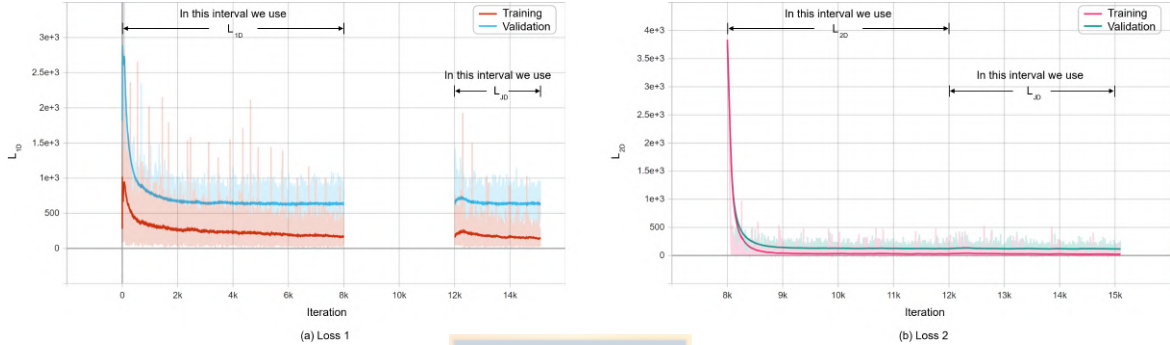 In this interval we use
L1D
Training
Validation
3e+3
2.5e+3
2e+3
1.5e+3
1e+3
500
0
L1D
In this interval we use
LJD
0
2k
4k
6k
8k
10k
12k
14k
Iteration
(a) Loss 1
In this interval we use
L2D
Training
Validation
4e+3
3.5e+3
3e+3
2.5e+3
2e+3
1.5e+3
1e+3
500
0
L2D
In this interval we use
LJD
8k
9k
10k
11k
12k
13k
14k
15k
Iteration
(b) Loss 2